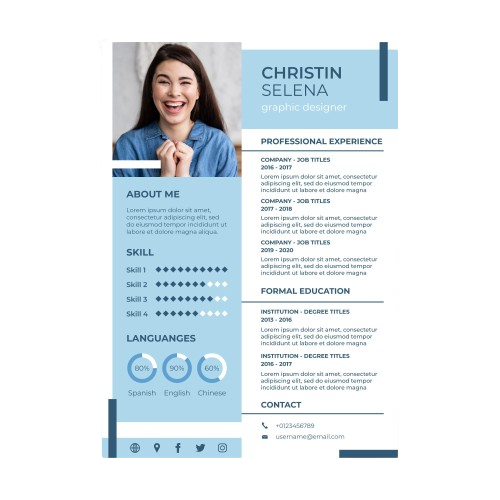 CHRISTIN
SELENA
graphic designer
ABOUT ME
Lorem ipsum dolor sit amet,
consectetur adipiscing elit, sed
do eiusmod tempor
incididunt ut labore et dolore
magna aliqua.
SKILL
Skill 1
Skill 2
Skill 3
Skill 4
LANGUANGES
80% 90% 60%
Spanish English Chinese
PROFESSIONAL EXPERIENCE
COMPANY - JOB TITLES
2016 - 2017
Lorem ipsum dolor sit amet, consectetur
adipiscing elit, sed do eiusmod tempor
incididunt ut labore et dolore magna
COMPANY - JOB TITLES
2017 - 2018
Lorem ipsum dolor sit amet, consectetur
adipiscing elit, sed do eiusmod tempor
incididunt ut labore et dolore magna
COMPANY - JOB TITLES
2019 - 2020
Lorem ipsum dolor sit amet, consectetur
adipiscing elit, sed do eiusmod tempor
incididunt ut labore et dolore magna
FORMAL EDUCATION
INSTITUTION - DEGREE TITLES
2013 - 2016
Lorem ipsum dolor sit amet, consectetur
adipiscing elit, sed do eiusmod tempor
incididunt ut labore et dolore magna
INSTITUTION - DEGREE TITLES
2016 - 2017
Lorem ipsum dolor sit amet, consectetur
adipiscing elit, sed do eiusmod tempor
incididunt ut labore et dolore magna
CONTACT
+0123456789
username@email.com